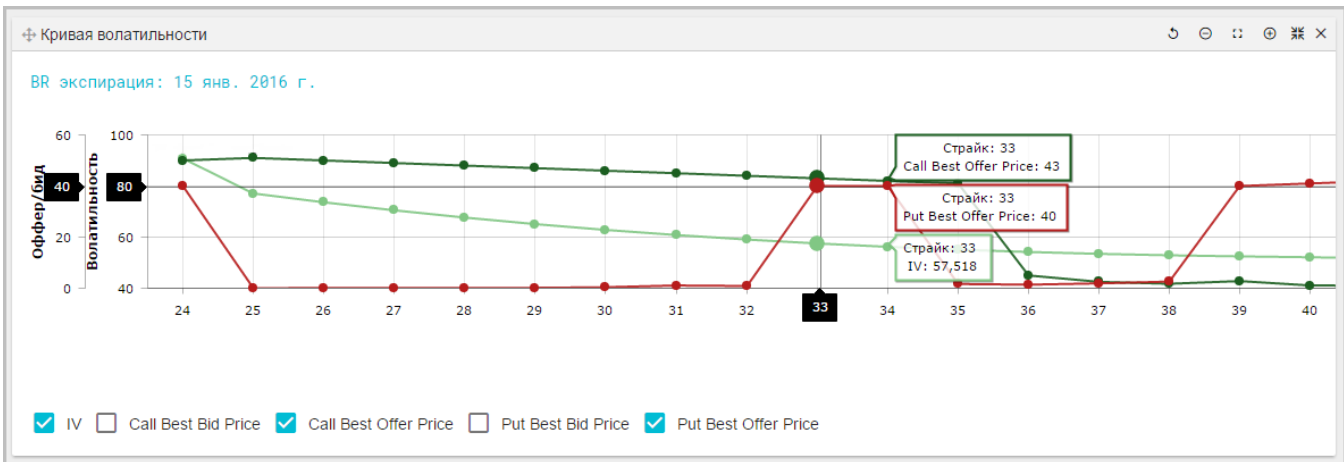 Кривая волатильности
BR экспирация: 15 янв. 2016 г.
Оффер/бид
60
40
20
0
Волатильность
100
80
60
40
Страйк: 33
Call Best Offer Price: 43
Страйк: 33
Put Best Offer Price: 40
Страйк: 33
IV: 57,518
24 25 26 27 28 29 30 31 32 33 34 35 36 37 38 39 40
IV Call Best Bid Price Call Best Offer Price Put Best Bid Price Put Best Offer Price